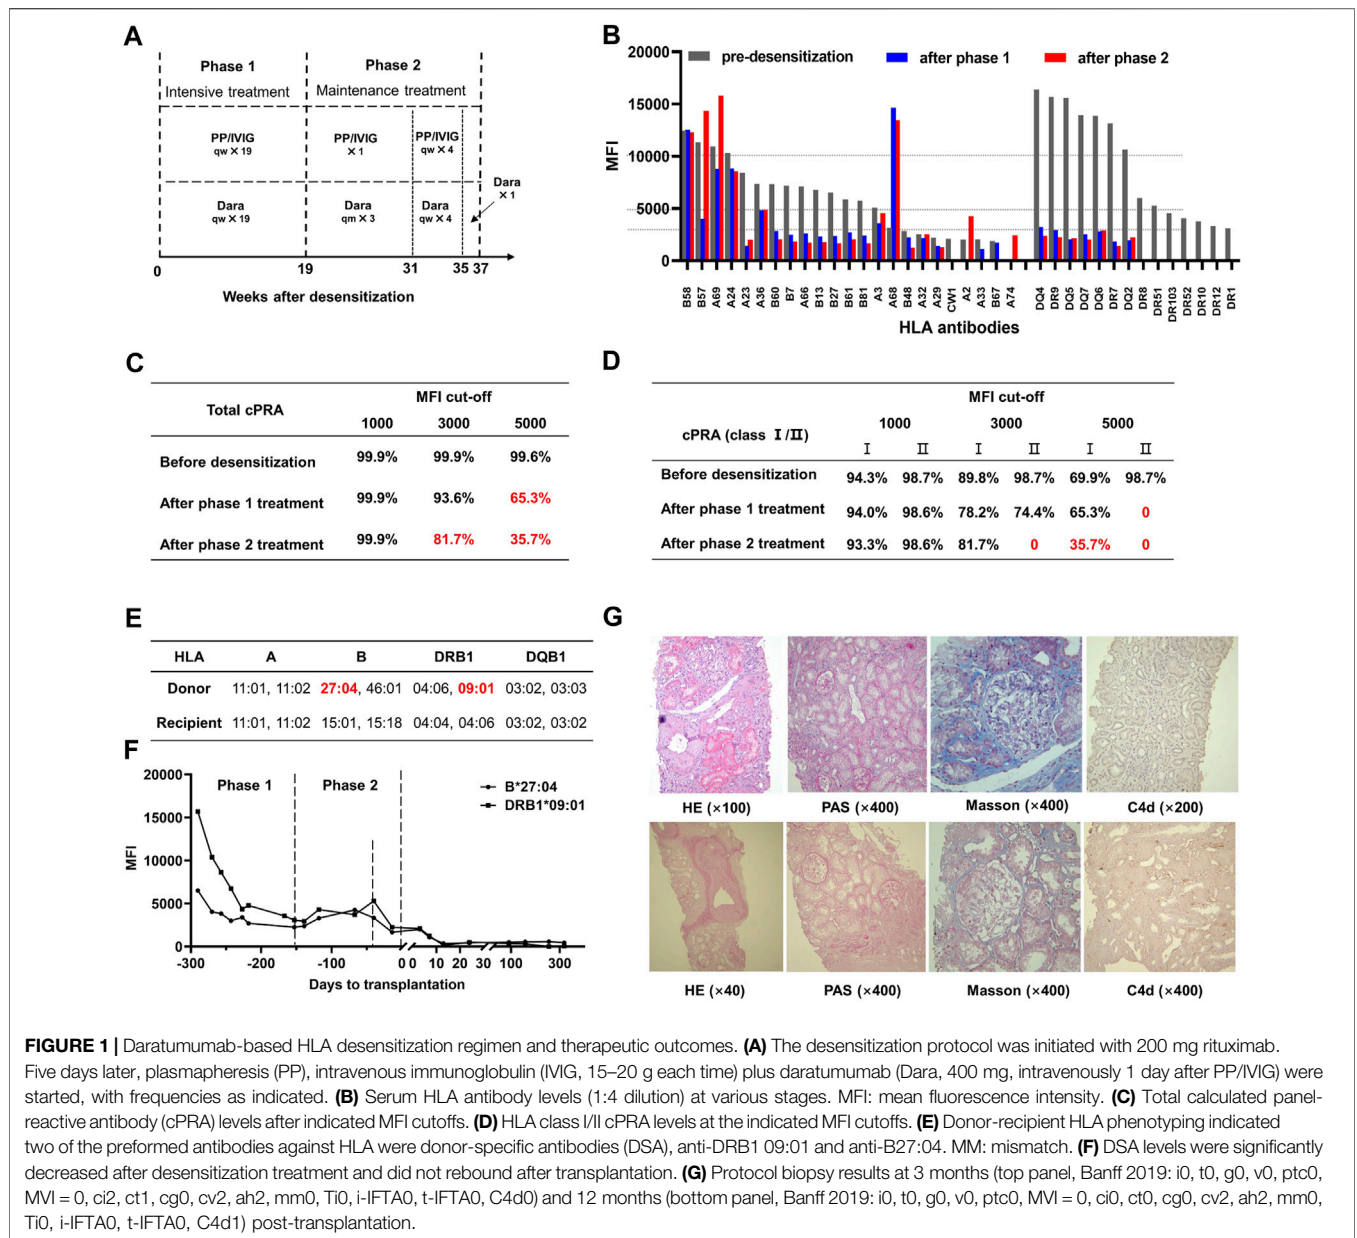 A
Phase 1
Phase 2
Intensive treatment
Maintenance treatment
PP/IVIG
qw × 19
PP/IVIG
× 1
PP/IVIG
qw × 4
Dara
× 1
Dara
qw × 19
Dara
qm × 3
Dara
qw × 4
0
19
31
35 37
Weeks after desensitization
B
20000
15000
10000
5000
0
MFI
pre-desensitization
after phase 1
after phase 2
B58
B57
A69
A24
A23
A36
B60
B7
A66
B13
B27
B61
B81
A3
A68
B48
A32
A29
CW1
A2
A33
B67
A74
DQ4
DR9
DQ5
DQ7
DQ6
DR7
DQ2
DR8
DR51
DR103
DR52
DR10
DR12
DR1
HLA antibodies
C
Total cPRA
MFI cut-off
1000 3000 5000
Before desensitization 99.9% 99.9% 99.6%
After phase 1 treatment 99.9% 93.6% 65.3%
After phase 2 treatment 99.9% 81.7% 35.7%
D
MFI cut-off
cPRA (class Ⅰ/Ⅱ)
1000 3000 5000
Ⅰ Ⅱ Ⅰ Ⅱ Ⅰ Ⅱ
Before desensitization 94.3% 98.7% 89.8% 98.7% 69.9% 98.7%
After phase 1 treatment 94.0% 98.6% 78.2% 74.4% 65.3% 0
After phase 2 treatment 93.3% 98.6% 81.7% 0 35.7% 0
E
HLA A B DRB1 DQB1
Donor 11:01, 11:02 27:04, 46:01 04:06, 09:01 03:02, 03:03
Recipient 11:01, 11:02 15:01, 15:18 04:04, 04:06 03:02, 03:02
F
20000
15000
10000
5000
0
MFI
Phase 1
Phase 2
B*27:04
DRB1*09:01
-300 -200 -100 0 0 10 20 30 100 300
Days to transplantation
G
HE (×100)
PAS (×400)
Masson (×400)
C4d (×200)
HE (×40)
PAS (×400)
Masson (×400)
C4d (×400)
FIGURE 1 | Daratumumab-based HLA desensitization regimen and therapeutic outcomes. (A) The desensitization protocol was initiated with 200 mg rituximab.
Five days later, plasmapheresis (PP), intravenous immunoglobulin (IVIG, 15–20 g each time) plus daratumumab (Dara, 400 mg, intravenously 1 day after PP/IVIG) were
started, with frequencies as indicated. (B) Serum HLA antibody levels (1:4 dilution) at various stages. MFI: mean fluorescence intensity. (C) Total calculated panel-
reactive antibody (cPRA) levels after indicated MFI cutoffs. (D) HLA class I/II cPRA levels at the indicated MFI cutoffs. (E) Donor-recipient HLA phenotyping indicated
two of the preformed antibodies against HLA were donor-specific antibodies (DSA), anti-DRB1 09:01 and anti-B27:04. MM: mismatch. (F) DSA levels were significantly
decreased after desensitization treatment and did not rebound after transplantation. (G) Protocol biopsy results at 3 months (top panel, Banff 2019: i0, t0, g0, v0, ptc0,
MVI = 0, ci2, ct1, cg0, cv2, ah2, mm0, Ti0, i-IFTA0, t-IFTA0, C4d0) and 12 months (bottom panel, Banff 2019: i0, t0, g0, v0, ptc0, MVI = 0, ci0, ct0, cg0, cv2, ah2, mm0,
Ti0, i-IFTA0, t-IFTA0, C4d1) post-transplantation.